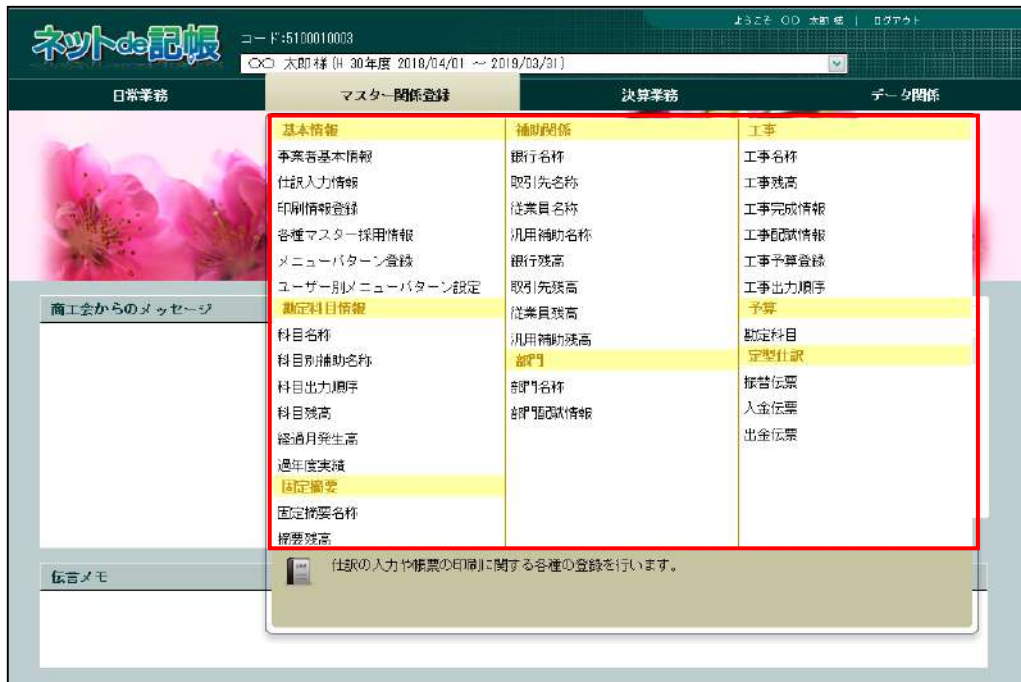 ようこそ 〇〇 太郎 様 | ログアウト
ネットde記帳
コード:5100010003
〇〇 太郎 様 (H 30年度 2018/04/01 ～ 2019/03/31)
日常業務 マスター関係登録 決算業務 データ関係
基本情報
事業者基本情報
仕訳入力情報
印刷情報登録
各種マスター採用情報
メニューパターン登録
ユーザー別メニューパターン設定
勘定科目情報
科目名称
科目別補助名称
科目出力順序
科目残高
経過月発生高
過年度実績
固定摘要
固定摘要名称
摘要残高
補助関係
銀行名称
取引先名称
従業員名称
汎用補助名称
銀行残高
取引先残高
従業員残高
汎用補助残高
部門
部門名称
部門配賦情報
工事
工事名称
工事残高
工事完成情報
工事配賦情報
工事予算登録
工事出力順序
予算
勘定科目
定型仕訳
振替伝票
入金伝票
出金伝票
仕訳の入力や帳票の印刷に関する各種の登録を行います。
商工会からのメッセージ
伝言メモ